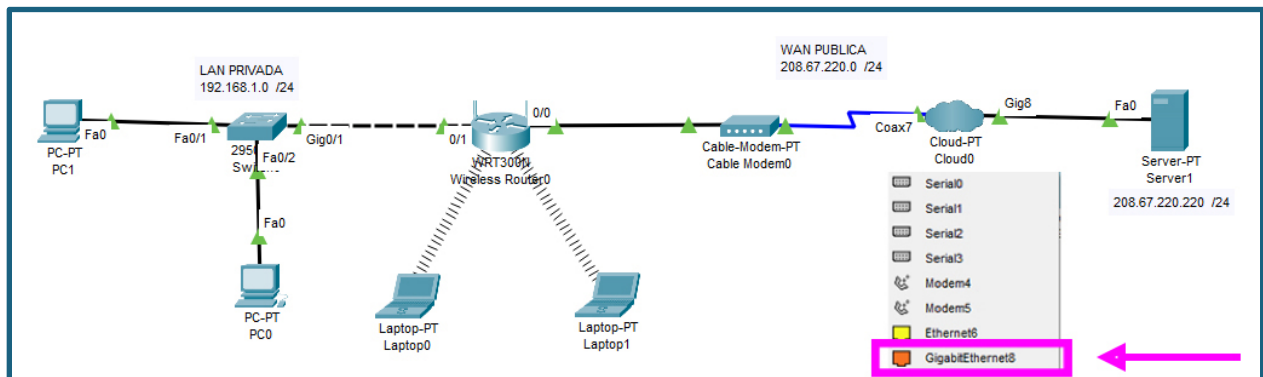 WAN PUBLICA
208.67.220.0 /24
LAN PRIVADA
192.168.1.0 /24
Fa0
Fa0/1
Gig0/1
0/1
0/0
Coax7
Gig8
Fa0
PC-PT
PC1
Fa0/2
WRT300N
Wireless Router0
Cable-Modem-PT
Cable Modem0
Cloud-PT
Cloud0
Server-PT
Server1
208.67.220.220 /24
Fa0
PC-PT
PC0
Laptop-PT
Laptop0
Laptop-PT
Laptop1
Serial0
Serial1
Serial2
Serial3
Modem4
Modem5
Ethernet6
GigabitEthernet8